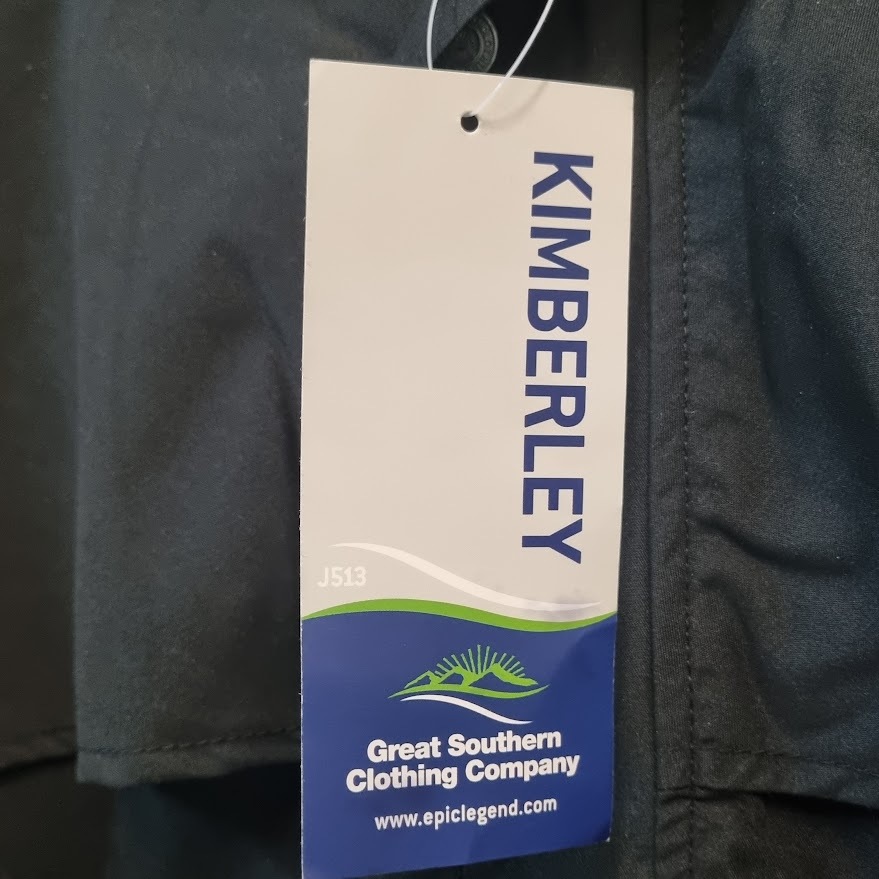 KIMBERLEY
J513
Great Southern
Clothing Company
www.epiclegend.com